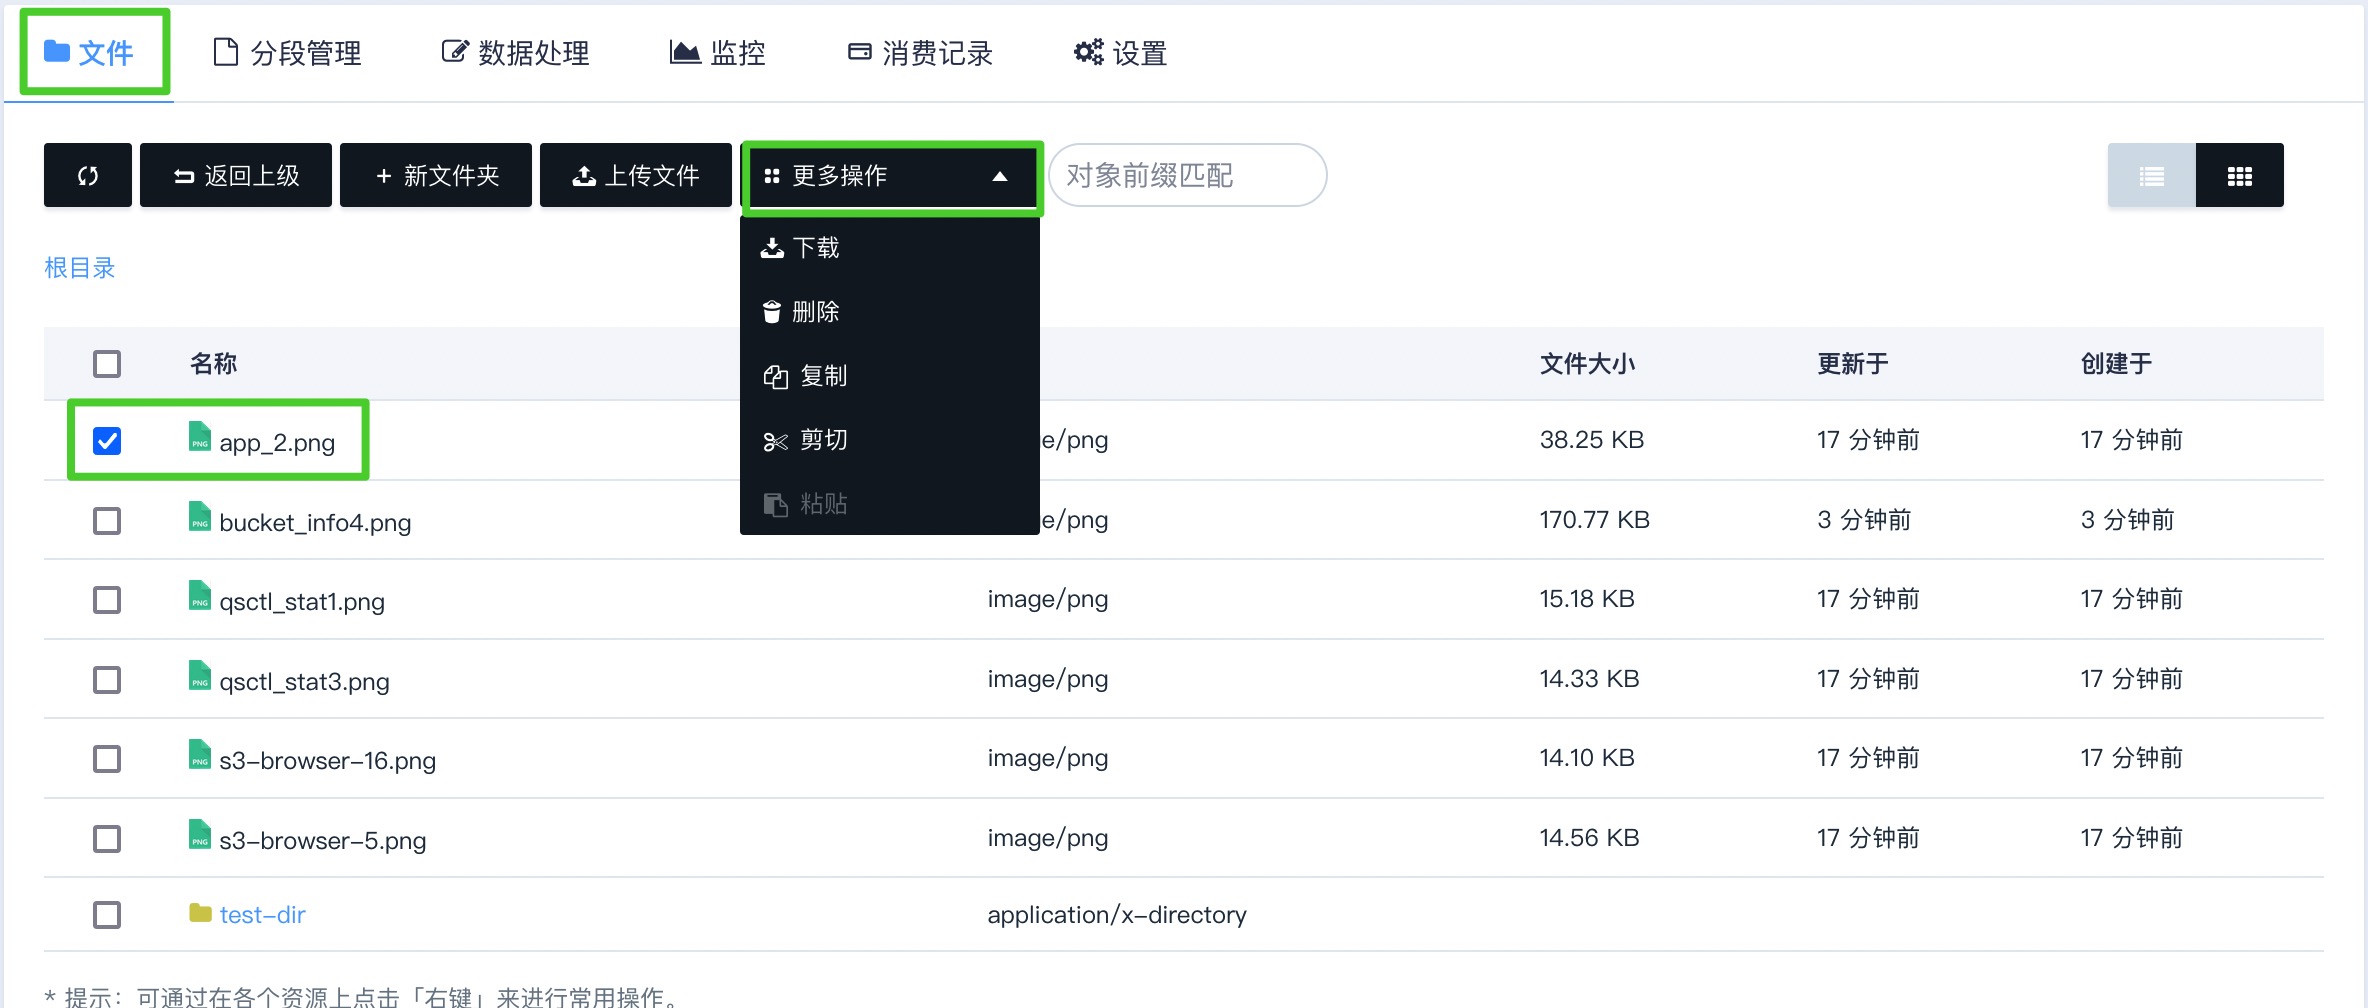 文件 分段管理 数据处理 监控 消费记录 设置
返回上级 + 新文件夹 上传文件 更多操作 对象前缀匹配
下载
根目录
删除
名称 文件大小 更新于 创建于
复制
PNG app_2.png e/png 38.25 KB 17 分钟前 17 分钟前
剪切
粘贴
PNG bucket_info4.png e/png 170.77 KB 3 分钟前 3 分钟前
PNG qsctl_stat1.png image/png 15.18 KB 17 分钟前 17 分钟前
PNG qsctl_stat3.png image/png 14.33 KB 17 分钟前 17 分钟前
PNG s3-browser-16.png image/png 14.10 KB 17 分钟前 17 分钟前
PNG s3-browser-5.png image/png 14.56 KB 17 分钟前 17 分钟前
test-dir application/x-directory
* 提示：可通过在各个资源上点击「右键」来进行常用操作。